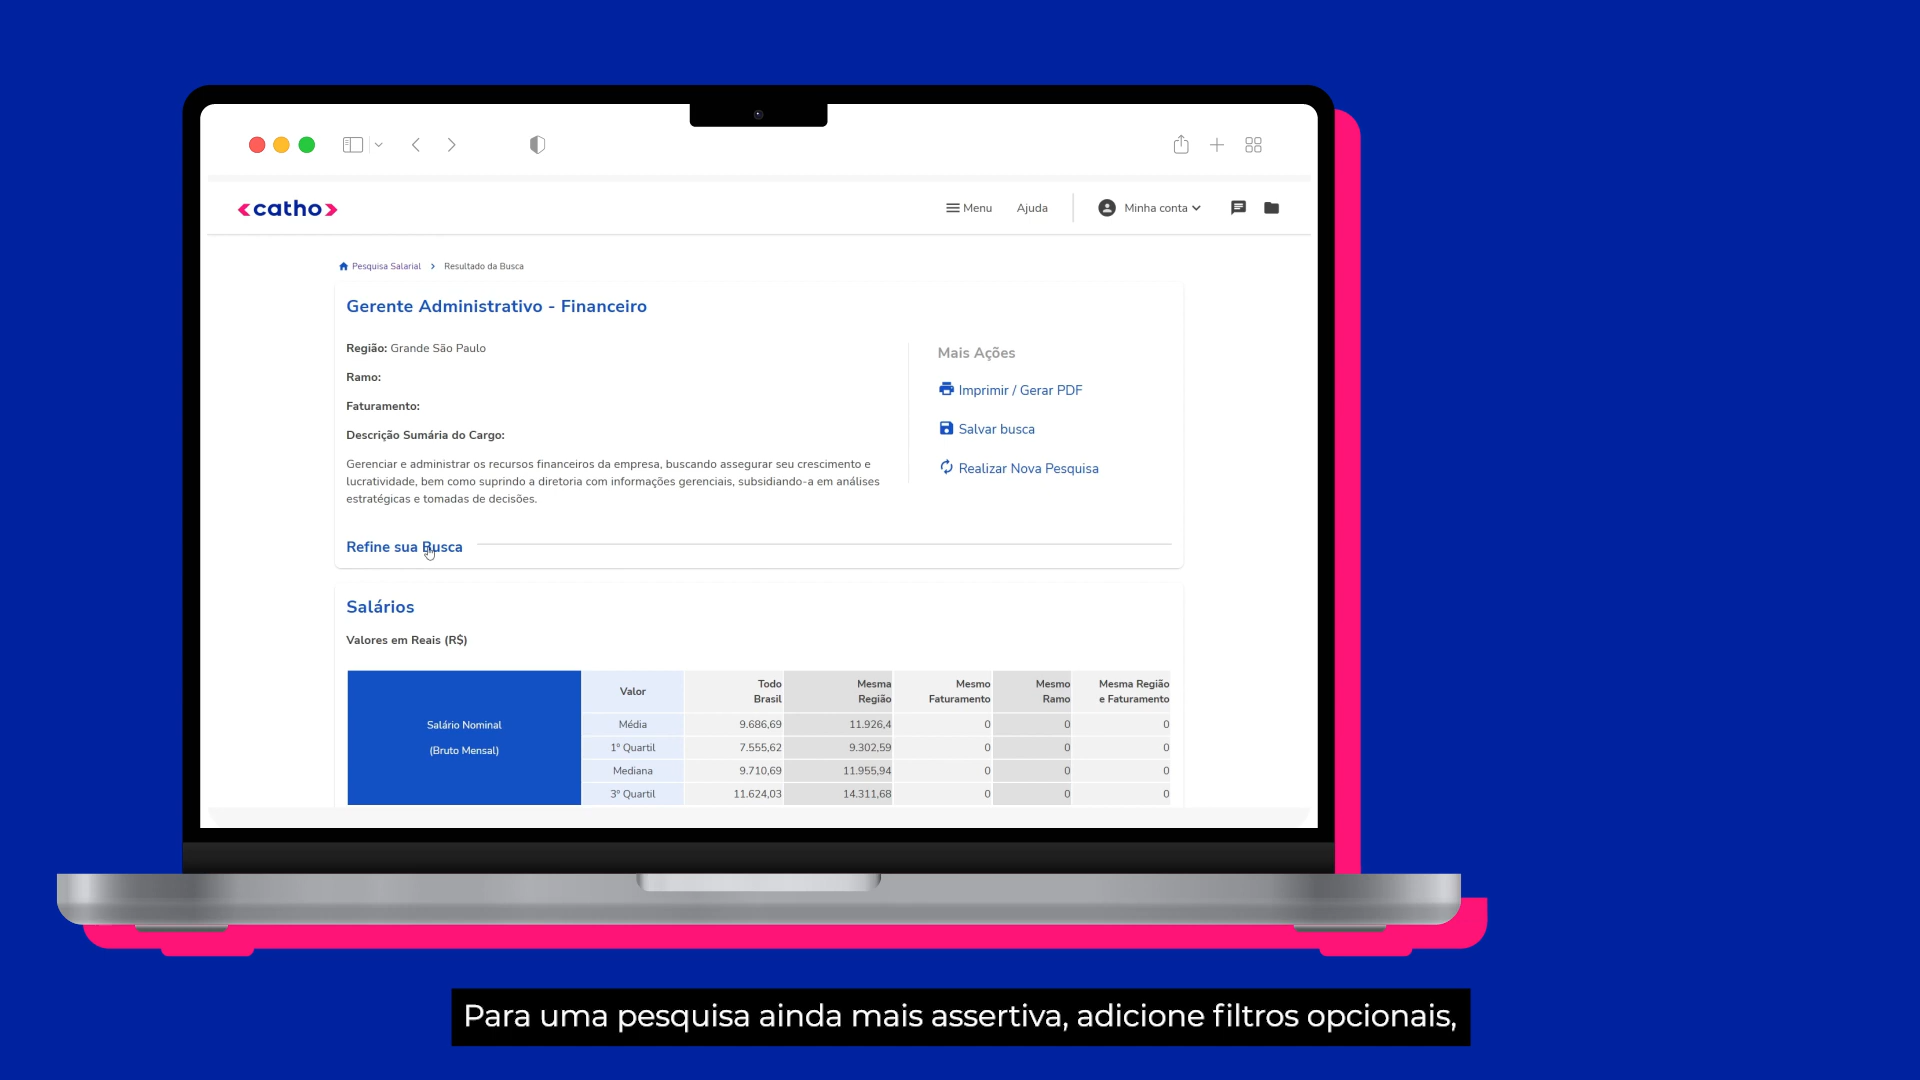 <catho>
Menu
Ajuda
Minha conta
Pesquisa Salarial > Resultado da Busca
Gerente Administrativo - Financeiro
Região: Grande São Paulo
Ramo:
Faturamento:
Descrição Sumária do Cargo:
Gerenciar e administrar os recursos financeiros da empresa, buscando assegurar seu crescimento e
lucratividade, bem como suprindo a diretoria com informações gerenciais, subsidiando-a em análises
estratégicas e tomadas de decisões.
Mais Ações
Imprimir / Gerar PDF
Salvar busca
Realizar Nova Pesquisa
Refine sua Busca
Salários
Valores em Reais (R$)
Salário Nominal
(Bruto Mensal)
Valor Todo Brasil Mesma Região Mesmo Faturamento Mesmo Ramo Mesma Região e Faturamento
Média 9.686,69 11.926,4 0 0 0
1º Quartil 7.555,62 9.302,59 0 0 0
Mediana 9.710,69 11.955,94 0 0 0
3º Quartil 11.624,03 14.311,68 0 0 0
Para uma pesquisa ainda mais assertiva, adicione filtros opcionais,